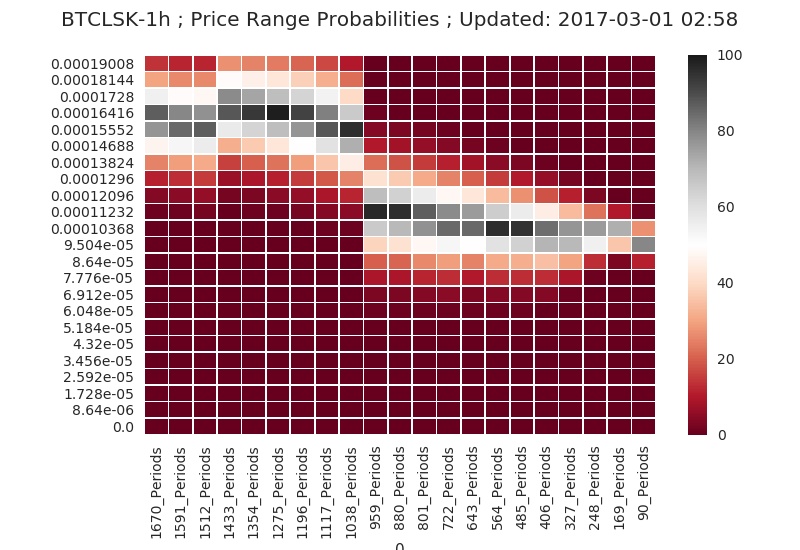 BTCLSK-1h ; Price Range Probabilities ; Updated: 2017-03-01 02:58
0.00019008
0.00018144
0.0001728
0.00016416
0.00015552
0.00014688
0.00013824
0.0001296
0.00012096
0.00011232
0.00010368
9.504e-05
8.64e-05
7.776e-05
6.912e-05
6.048e-05
5.184e-05
4.32e-05
3.456e-05
2.592e-05
1.728e-05
8.64e-06
0.0
100
80
60
40
20
0
1670_Periods
1591_Periods
1512_Periods
1433_Periods
1354_Periods
1275_Periods
1196_Periods
1117_Periods
1038_Periods
959_Periods
880_Periods
801_Periods
722_Periods
643_Periods
564_Periods
485_Periods
406_Periods
327_Periods
248_Periods
169_Periods
90_Periods
0